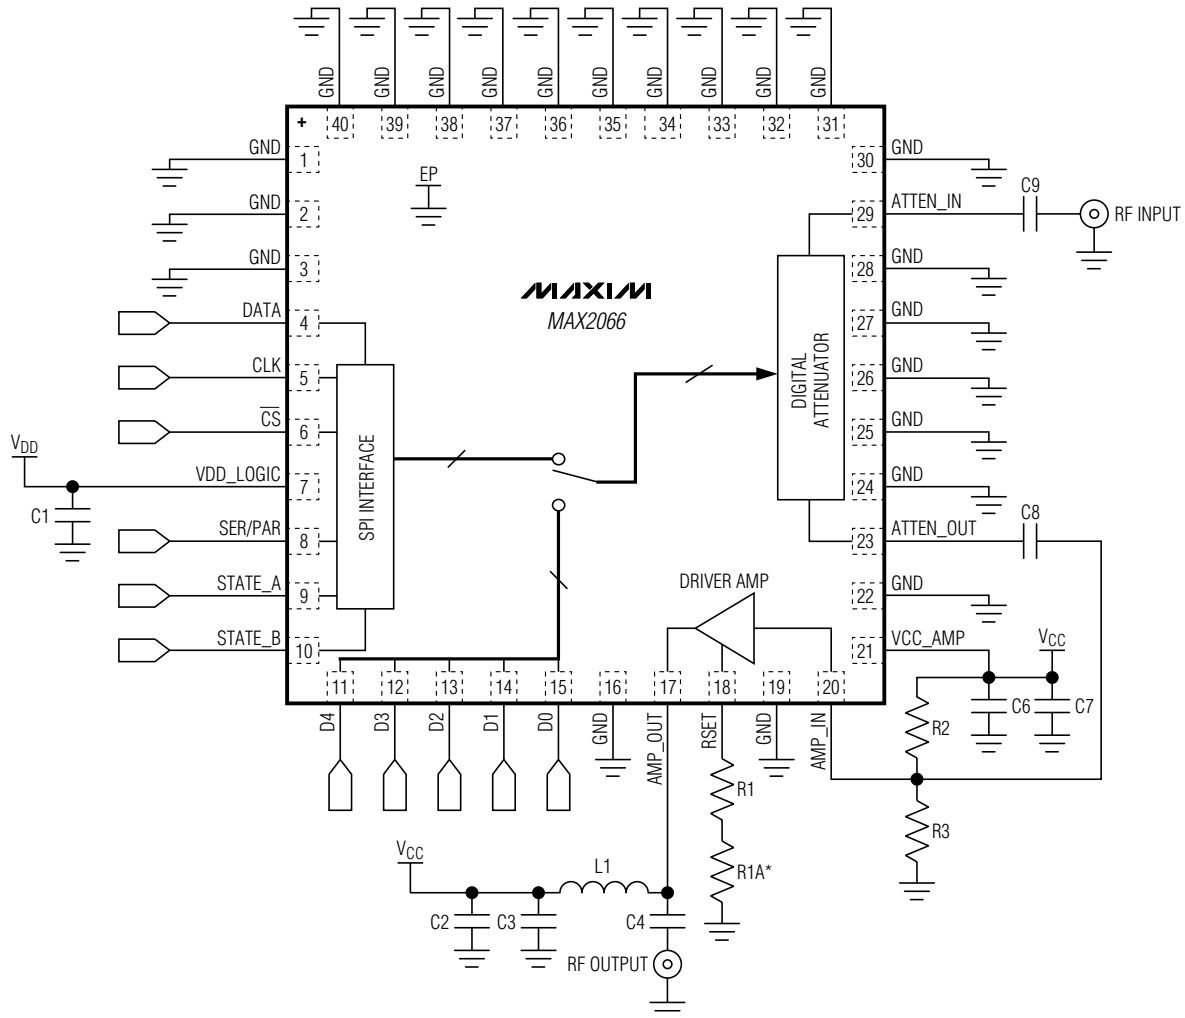 GND GND GND GND GND GND GND GND GND GND
+ 40 39 38 37 36 35 34 33 32 31
GND 1
30 GND
EP
C9
GND 2
29 ATTEN_IN
RF INPUT
GND 3
28 GND
MAXIM
MAX2066
DATA 4
27 GND
CLK 5
26 GND
CS 6
25 GND
DIGITAL
ATTENUATOR
SPI INTERFACE
VDD
VDD_LOGIC 7
24 GND
C1
C8
SER/PAR 8
23 ATTEN_OUT
DRIVER AMP
STATE_A 9
22 GND
STATE_B 10
21 VCC_AMP
VCC
11 12 13 14 15 16 17 18 19 20
D4 D3 D2 D1 D0 GND AMP_OUT RSET GND AMP_IN
R2
C6
C7
R1
R3
VCC
L1
R1A*
C2
C3
C4
RF OUTPUT